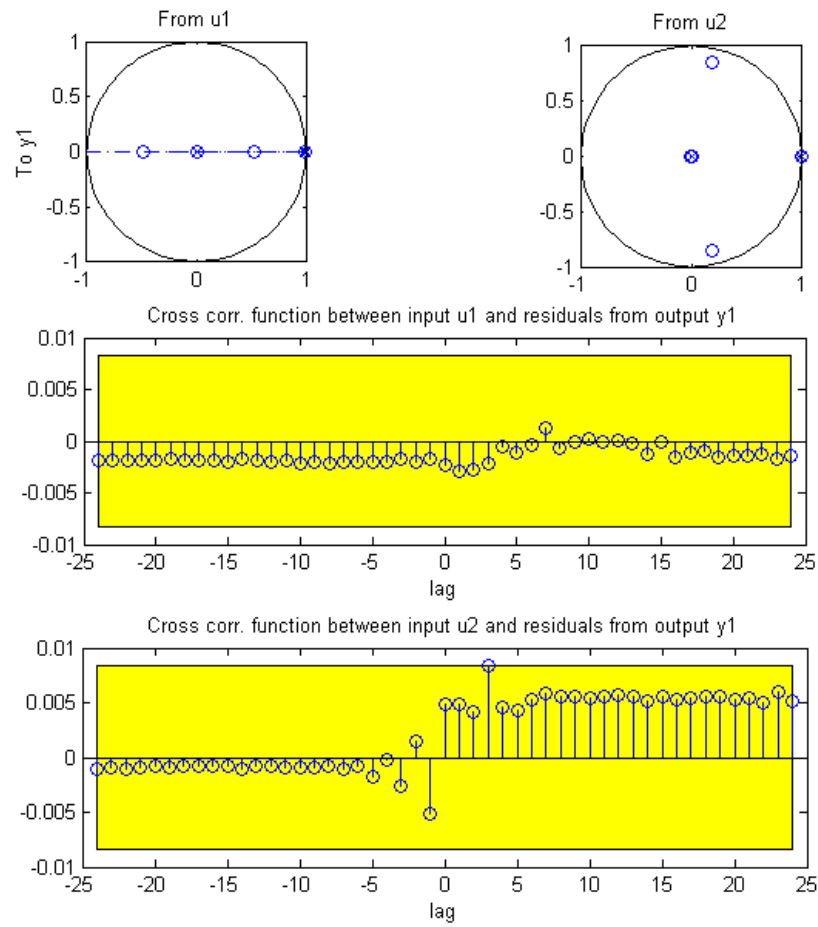 From u1
From u2
To y1
1
0.5
0
-0.5
-1
-1 0 1
1
0.5
0
-0.5
-1
-1 0 1
Cross corr. function between input u1 and residuals from output y1
0.01
0.005
0
-0.005
-0.01
-25 -20 -15 -10 -5 0 5 10 15 20 25
lag
Cross corr. function between input u2 and residuals from output y1
0.01
0.005
0
-0.005
-0.01
-25 -20 -15 -10 -5 0 5 10 15 20 25
lag